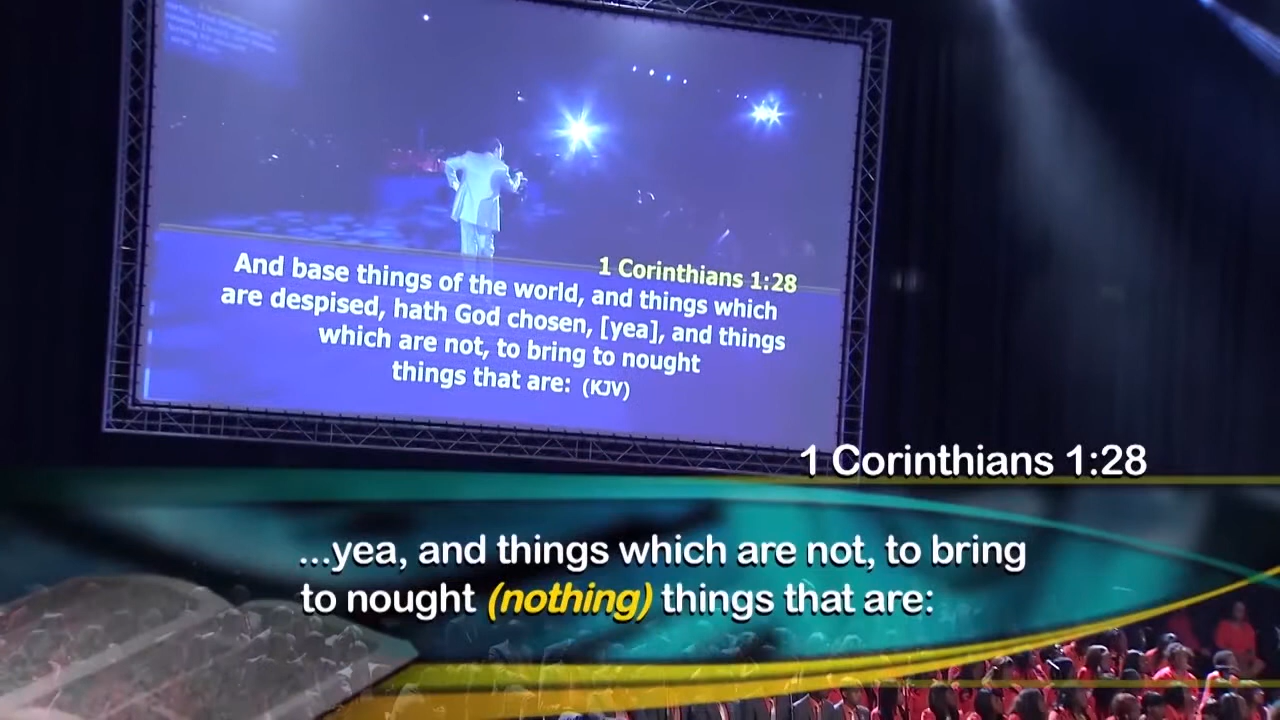 1 Corinthians 1:28
And base things of the world, and things which
are despised, hath God chosen, [yea], and things
which are not, to bring to nought
things that are: (KJV)
1 Corinthians 1:28
...yea, and things which are not, to bring
to nought (nothing) things that are: